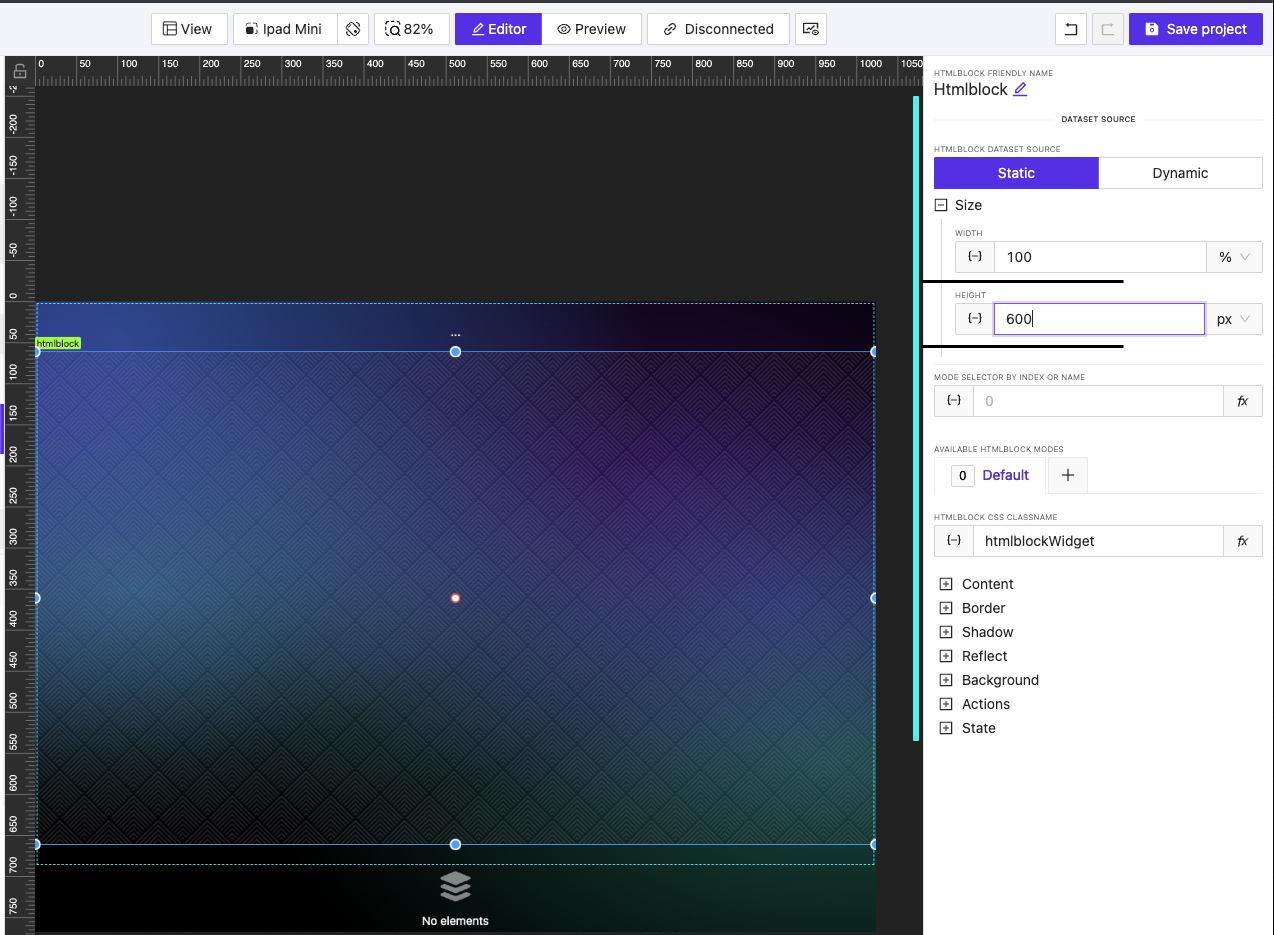 View
Ipad Mini
82%
Editor
Preview
Disconnected
Save project
0 50 100 150 200 250 300 350 400 450 500 550 600 650 700 750 800 850 900 950 1000 1050
-2
-200
-150
-100
-50
0
50
100
150
200
250
300
350
400
450
500
550
600
650
700
750
...
htmlblock
No elements
HTMLBLOCK FRIENDLY NAME
Htmlblock
DATASET SOURCE
HTMLBLOCK DATASET SOURCE
Static Dynamic
Size
WIDTH
{--} 100 %
HEIGHT
{--} 600 px
MODE SELECTOR BY INDEX OR NAME
{--} 0 fx
AVAILABLE HTMLBLOCK MODES
0 Default +
HTMLBLOCK CSS CLASSNAME
{--} htmlblockWidget fx
Content
Border
Shadow
Reflect
Background
Actions
State